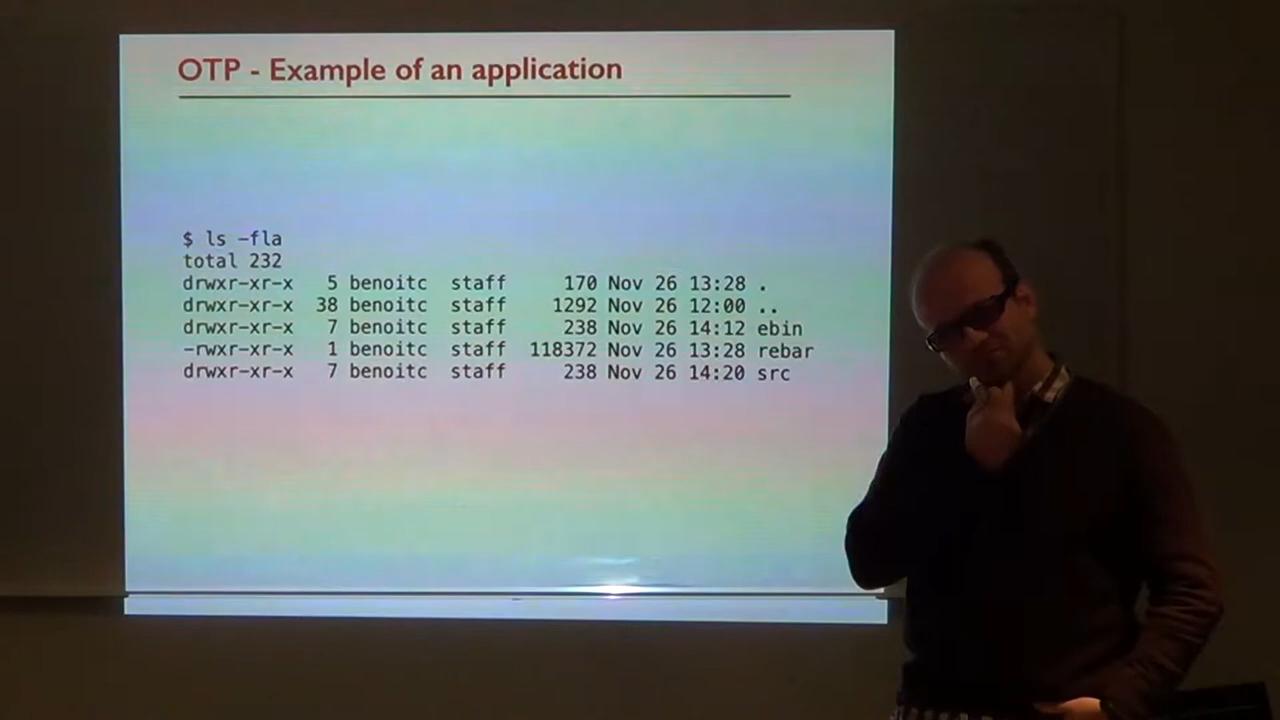 OTP - Example of an application
$ ls -fla
total 232
drwxr-xr-x 5 benoitc staff 170 Nov 26 13:28 .
drwxr-xr-x 38 benoitc staff 1292 Nov 26 12:00 ..
drwxr-xr-x 7 benoitc staff 238 Nov 26 14:12 ebin
-rwxr-xr-x 1 benoitc staff 118372 Nov 26 13:28 rebar
drwxr-xr-x 7 benoitc staff 238 Nov 26 14:20 src